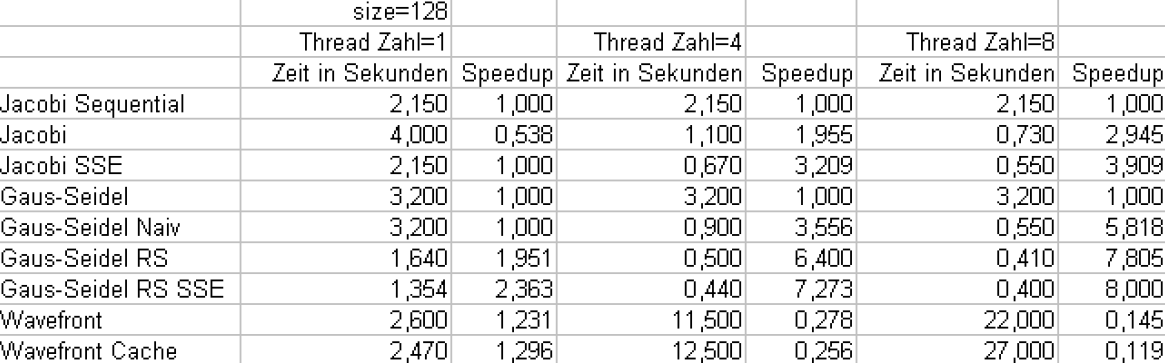 size=128
Thread Zahl=1 Thread Zahl=4 Thread Zahl=8
Zeit in Sekunden Speedup Zeit in Sekunden Speedup Zeit in Sekunden Speedup
Jacobi Sequential 2,150 1,000 2,150 1,000 2,150 1,000
Jacobi 4,000 0,538 1,100 1,955 0,730 2,945
Jacobi SSE 2,150 1,000 0,670 3,209 0,550 3,909
Gaus-Seidel 3,200 1,000 3,200 1,000 3,200 1,000
Gaus-Seidel Naiv 3,200 1,000 0,900 3,556 0,550 5,818
Gaus-Seidel RS 1,640 1,951 0,500 6,400 0,410 7,805
Gaus-Seidel RS SSE 1,354 2,363 0,440 7,273 0,400 8,000
Wavefront 2,600 1,231 11,500 0,278 22,000 0,145
Wavefront Cache 2,470 1,296 12,500 0,256 27,000 0,119